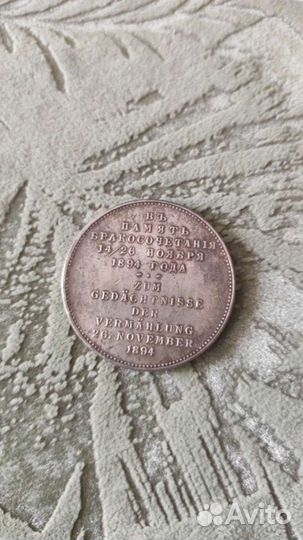 ВЪ
ПАМЯТЬ
БРАКОСОЧЕТАНІЯ
14/26 НОЯБРЯ
1894 ГОДА
ZUM
GEDÄCHTNISSE
DER
VERMÄHLUNG
26. NOVEMBER
1894
Avito